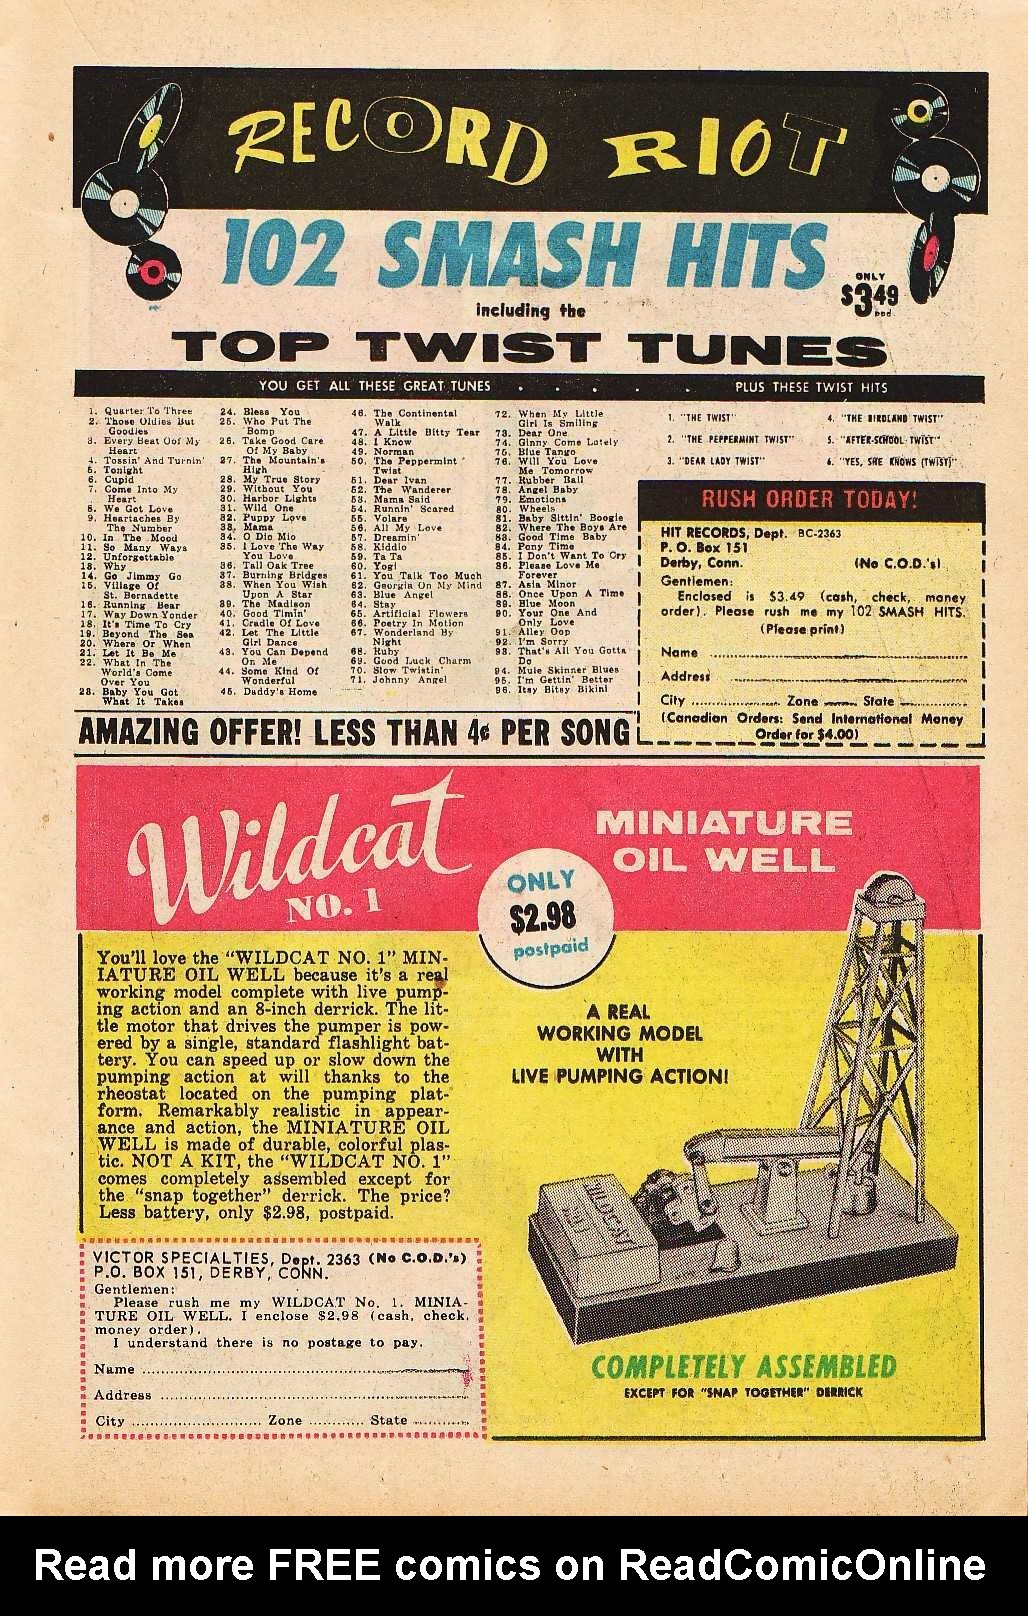 RECORD RIOT
102 SMASH HITS
ONLY
$3.49
ppd.
including the
TOP TWIST TUNES
YOU GET ALL THESE GREAT TUNES . . . . . PLUS THESE TWIST HITS
1. Quarter To Three
2. Those Oldies But
Goodies
3. Every Beat Oof My
Heart
4. Tossin' And Turnin'
5. Tonight
6. Cupid
7. Come Into My
Heart
8. We Got Love
9. Heartaches By
The Number
10. In The Mood
11. So Many Ways
12. Unforgettable
13. Why
14. Go Jimmy Go
15. Village Of
St. Bernadette
16. Running Bear
17. Way Down Yonder
18. It's Time To Cry
19. Beyond The Sea
20. Where Or When
21. Let It Be Me
22. What In The
World's Come
Over You
23. Baby You Got
What It Takes
24. Bless You
25. Who Put The
Bomp
26. Take Good Care
Of My Baby
27. The Mountain's
High
28. My True Story
29. Without You
30. Harbor Lights
31. Wild One
32. Puppy Love
33. Mama
34. O Dio Mio
35. I Love The Way
You Love
36. Tall Oak Tree
37. Burning Bridges
38. When You Wish
Upon A Star
39. The Madison
40. Good Timin'
41. Cradle Of Love
42. Let The Little
Girl Dance
43. You Can Depend
On Me
44. Some Kind Of
Wonderful
45. Daddy's Home
46. The Continental
Walk
47. A Little Bitty Tear
48. I Know
49. Norman
50. The Peppermint
Twist
51. Dear Ivan
52. The Wanderer
53. Mama Said
54. Runnin' Scared
55. Volare
56. All My Love
57. Dreamin'
58. Kiddio
59. Ta Ta
60. Yogi
61. You Talk Too Much
62. Georgia On My Mind
63. Blue Angel
64. Stay
65. Artificial Flowers
66. Poetry In Motion
67. Wonderland By
Night
68. Ruby
69. Good Luck Charm
70. Slow Twistin'
71. Johnny Angel
72. When My Little
Girl Is Smiling
73. Dear One
74. Ginny Come Lately
75. Blue Tango
76. Will You Love
Me Tomorrow
77. Rubber Ball
78. Angel Baby
79. Emotions
80. Wheels
81. Baby Sittin' Boogie
82. Where The Boys Are
83. Good Time Baby
84. Pony Time
85. I Don't Want To Cry
86. Please Love Me
Forever
87. Asia Minor
88. Once Upon A Time
89. Blue Moon
90. Your One And
Only Love
91. Alley Oop
92. I'm Sorry
93. That's All You Gotta
Do
94. Mule Skinner Blues
95. I'm Gettin' Better
96. Itsy Bitsy Bikini
1. "THE TWIST"
2. "THE PEPPERMINT TWIST"
3. "DEAR LADY TWIST"
4. "THE BIRDLAND TWIST"
5. "AFTER-SCHOOL TWIST"
6. "YES, SHE KNOWS (TWIST)"
AMAZING OFFER! LESS THAN 4¢ PER SONG
RUSH ORDER TODAY!
HIT RECORDS, Dept. BC-2363
P. O. Box 151
Derby, Conn. (No C.O.D.'s)
Gentlemen:
Enclosed is $3.49 (cash, check, money
order). Please rush me my 102 SMASH HITS.
(Please print)
Name
Address
City Zone State
(Canadian Orders: Send International Money
Order for $4.00)
Wildcat
NO. 1
MINIATURE
OIL WELL
ONLY
$2.98
postpaid
You'll love the "WILDCAT NO. 1" MIN-
IATURE OIL WELL because it's a real
working model complete with live pump-
ing action and an 8-inch derrick. The lit-
tle motor that drives the pumper is pow-
ered by a single, standard flashlight bat-
tery. You can speed up or slow down the
pumping action at will thanks to the
rheostat located on the pumping plat-
form. Remarkably realistic in appear-
ance and action, the MINIATURE OIL
WELL is made of durable, colorful plas-
tic. NOT A KIT, the "WILDCAT NO. 1"
comes completely assembled except for
the "snap together" derrick. The price?
Less battery, only $2.98, postpaid.
A REAL
WORKING MODEL
WITH
LIVE PUMPING ACTION!
WILDCAT
COMPLETELY ASSEMBLED
EXCEPT FOR "SNAP TOGETHER" DERRICK
VICTOR SPECIALTIES, Dept. 2363 (No C.O.D.'s)
P.O. BOX 151, DERBY, CONN.
Gentlemen:
Please rush me my WILDCAT No. 1. MINIA-
TURE OIL WELL. I enclose $2.98 (cash, check,
money order).
I understand there is no postage to pay.
Name
Address
City Zone State
Read more FREE comics on ReadComicOnline